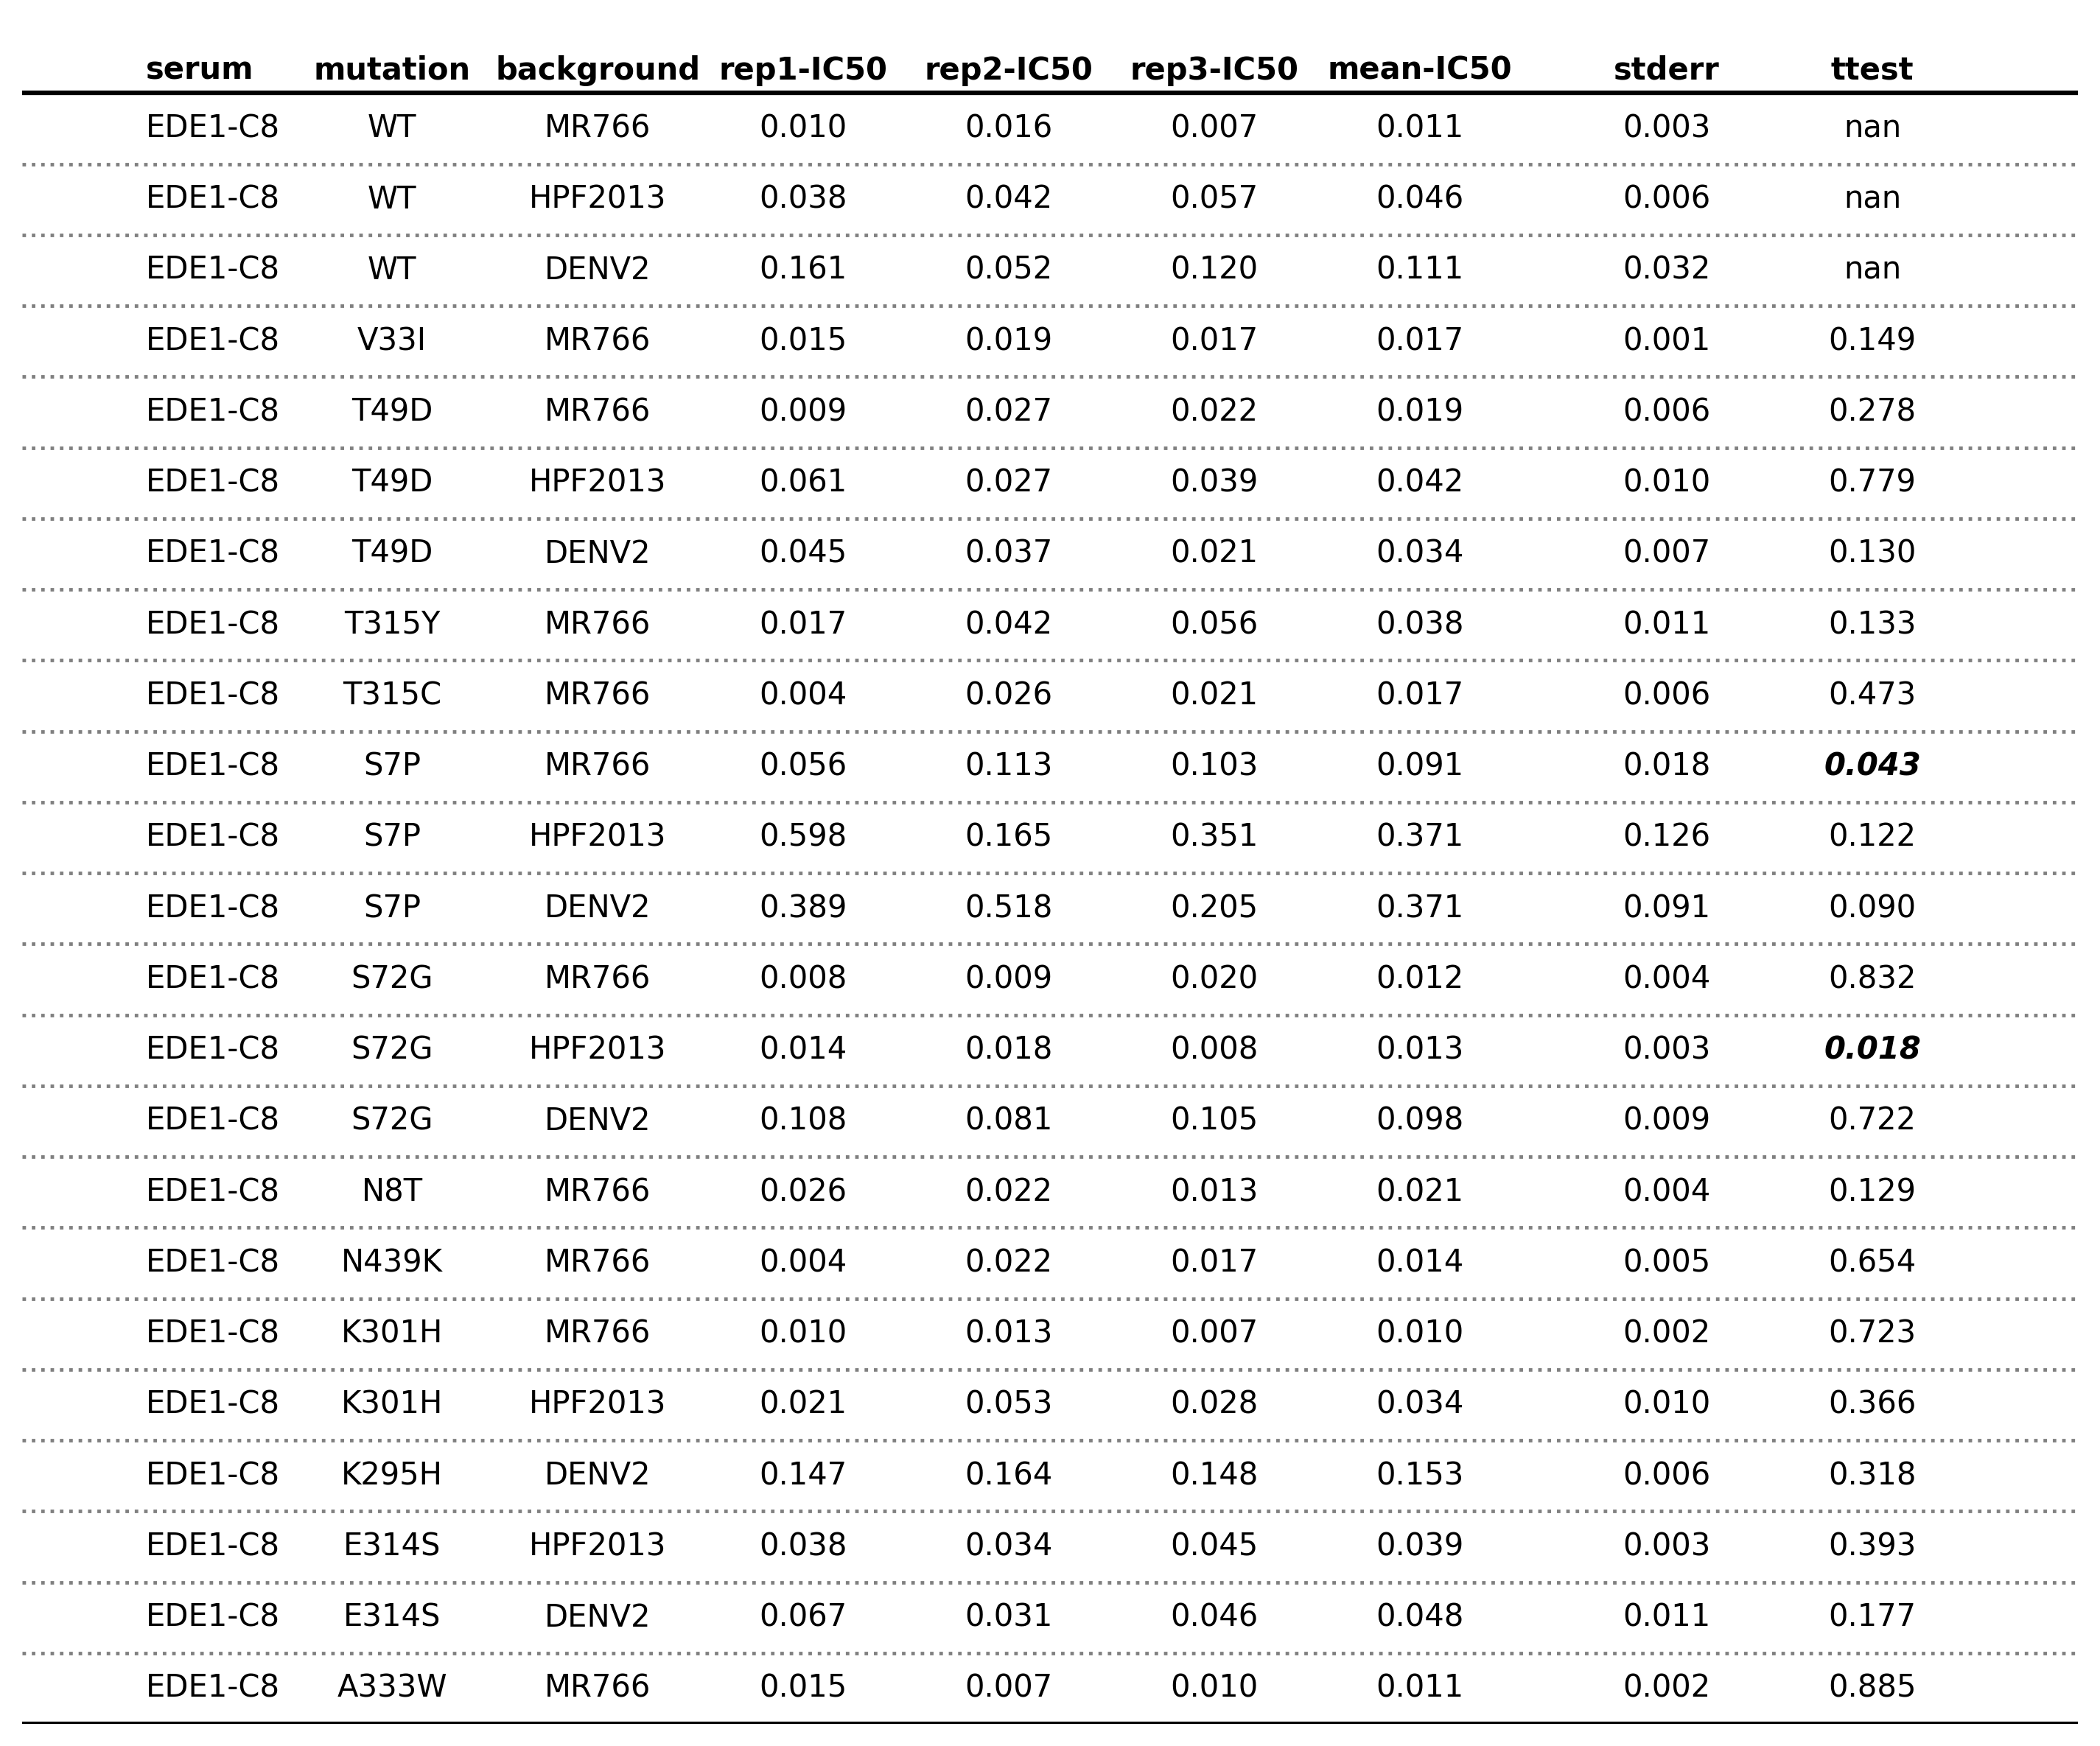 serum mutation background rep1-IC50 rep2-IC50 rep3-IC50 mean-IC50 stderr ttest
EDE1-C8 WT MR766 0.010 0.016 0.007 0.011 0.003 nan
EDE1-C8 WT HPF2013 0.038 0.042 0.057 0.046 0.006 nan
EDE1-C8 WT DENV2 0.161 0.052 0.120 0.111 0.032 nan
EDE1-C8 V33I MR766 0.015 0.019 0.017 0.017 0.001 0.149
EDE1-C8 T49D MR766 0.009 0.027 0.022 0.019 0.006 0.278
EDE1-C8 T49D HPF2013 0.061 0.027 0.039 0.042 0.010 0.779
EDE1-C8 T49D DENV2 0.045 0.037 0.021 0.034 0.007 0.130
EDE1-C8 T315Y MR766 0.017 0.042 0.056 0.038 0.011 0.133
EDE1-C8 T315C MR766 0.004 0.026 0.021 0.017 0.006 0.473
EDE1-C8 S7P MR766 0.056 0.113 0.103 0.091 0.018 0.043
EDE1-C8 S7P HPF2013 0.598 0.165 0.351 0.371 0.126 0.122
EDE1-C8 S7P DENV2 0.389 0.518 0.205 0.371 0.091 0.090
EDE1-C8 S72G MR766 0.008 0.009 0.020 0.012 0.004 0.832
EDE1-C8 S72G HPF2013 0.014 0.018 0.008 0.013 0.003 0.018
EDE1-C8 S72G DENV2 0.108 0.081 0.105 0.098 0.009 0.722
EDE1-C8 N8T MR766 0.026 0.022 0.013 0.021 0.004 0.129
EDE1-C8 N439K MR766 0.004 0.022 0.017 0.014 0.005 0.654
EDE1-C8 K301H MR766 0.010 0.013 0.007 0.010 0.002 0.723
EDE1-C8 K301H HPF2013 0.021 0.053 0.028 0.034 0.010 0.366
EDE1-C8 K295H DENV2 0.147 0.164 0.148 0.153 0.006 0.318
EDE1-C8 E314S HPF2013 0.038 0.034 0.045 0.039 0.003 0.393
EDE1-C8 E314S DENV2 0.067 0.031 0.046 0.048 0.011 0.177
EDE1-C8 A333W MR766 0.015 0.007 0.010 0.011 0.002 0.885